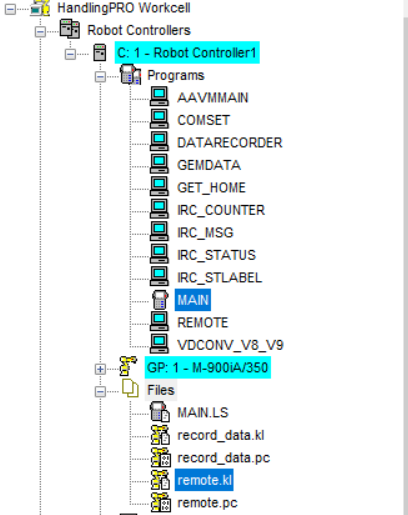 HandlingPRO Workcell
Robot Controllers
C: 1 - Robot Controller1
Programs
AAVMMAIN
COMSET
DATARECORDER
GEMDATA
GET_HOME
IRC_COUNTER
IRC_MSG
IRC_STATUS
IRC_STLABEL
MAIN
REMOTE
VDCONV_V8_V9
GP: 1 - M-900iA/350
Files
MAIN.LS
record_data.kl
record_data.pc
remote.kl
remote.pc